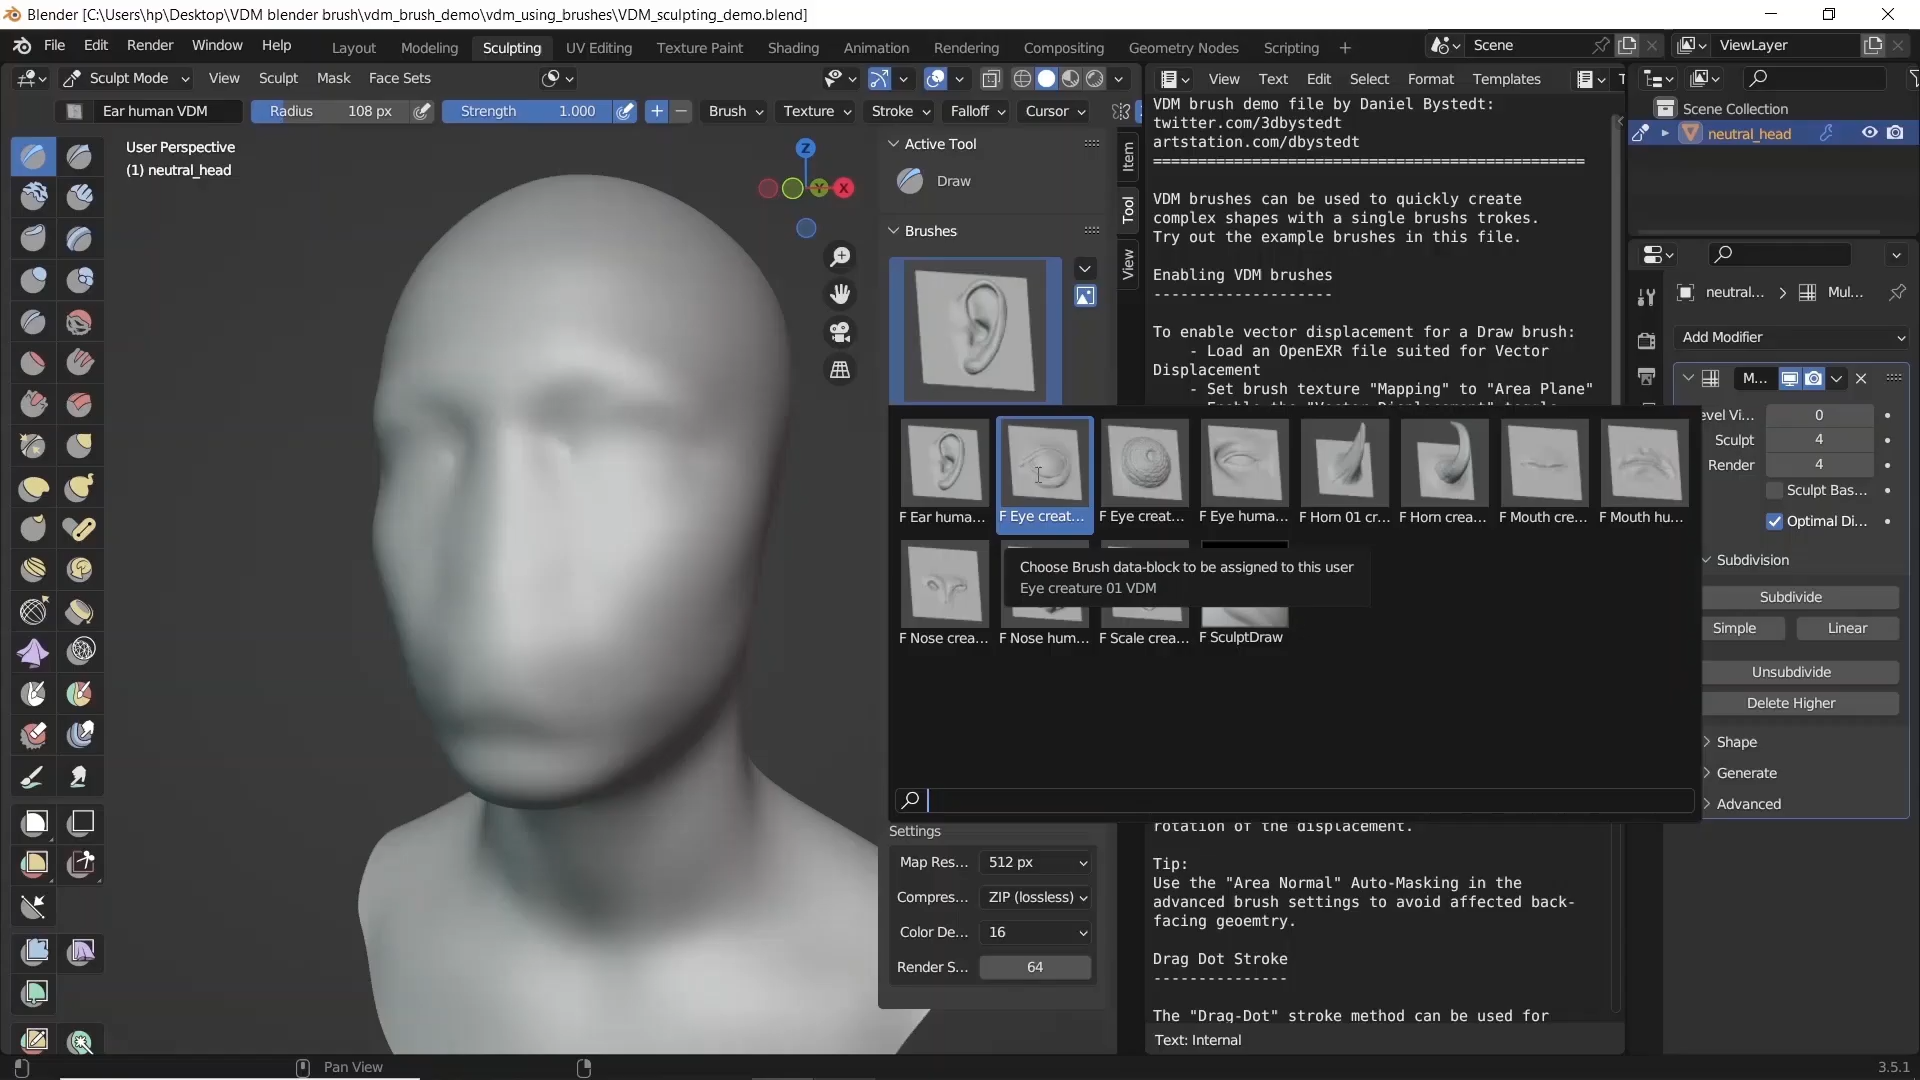 Blender [C:\Users\hp\Desktop\VDM blender brush\vdm_brush_demo\vdm_using_brushes\VDM_sculpting_demo.blend]
File Edit Render Window Help Layout Modeling Sculpting UV Editing Texture Paint Shading Animation Rendering Compositing Geometry Nodes Scripting + Scene ViewLayer
Sculpt Mode View Sculpt Mask Face Sets View Text Edit Select Format Templates
Ear human VDM Radius 108 px Strength 1.000 Brush Texture Stroke Falloff Cursor
User Perspective
(1) neutral_head
Z
Y
X
Active Tool
Draw
Brushes
Item
Tool
View
VDM brush demo file by Daniel Bystedt:
twitter.com/3dbystedt
artstation.com/dbystedt
VDM brushes can be used to quickly create
complex shapes with a single brushs trokes.
Try out the example brushes in this file.
Enabling VDM brushes
To enable vector displacement for a Draw brush:
- Load an OpenEXR file suited for Vector
Displacement
- Set brush texture "Mapping" to "Area Plane"
Scene Collection
neutral_head
neutral... Mul...
Add Modifier
M...
evel Vi... 0
Sculpt 4
Render 4
Sculpt Bas...
Optimal Di...
Subdivision
Subdivide
Simple Linear
Unsubdivide
Delete Higher
Shape
Generate
Advanced
F Ear huma... F Eye creat... F Eye creat... F Eye huma... F Horn 01 cr... F Horn crea... F Mouth cre... F Mouth hu...
Choose Brush data-block to be assigned to this user
Eye creature 01 VDM
F Nose crea... F Nose hum... F Scale crea... F SculptDraw
Settings
Map Res... 512 px
Compres... ZIP (lossless)
Color De... 16
Render S... 64
rotation of the displacement.
Tip:
Use the "Area Normal" Auto-Masking in the
advanced brush settings to avoid affected back-
facing geoemtry.
Drag Dot Stroke
The "Drag-Dot" stroke method can be used for
Text: Internal
Pan View
3.5.1